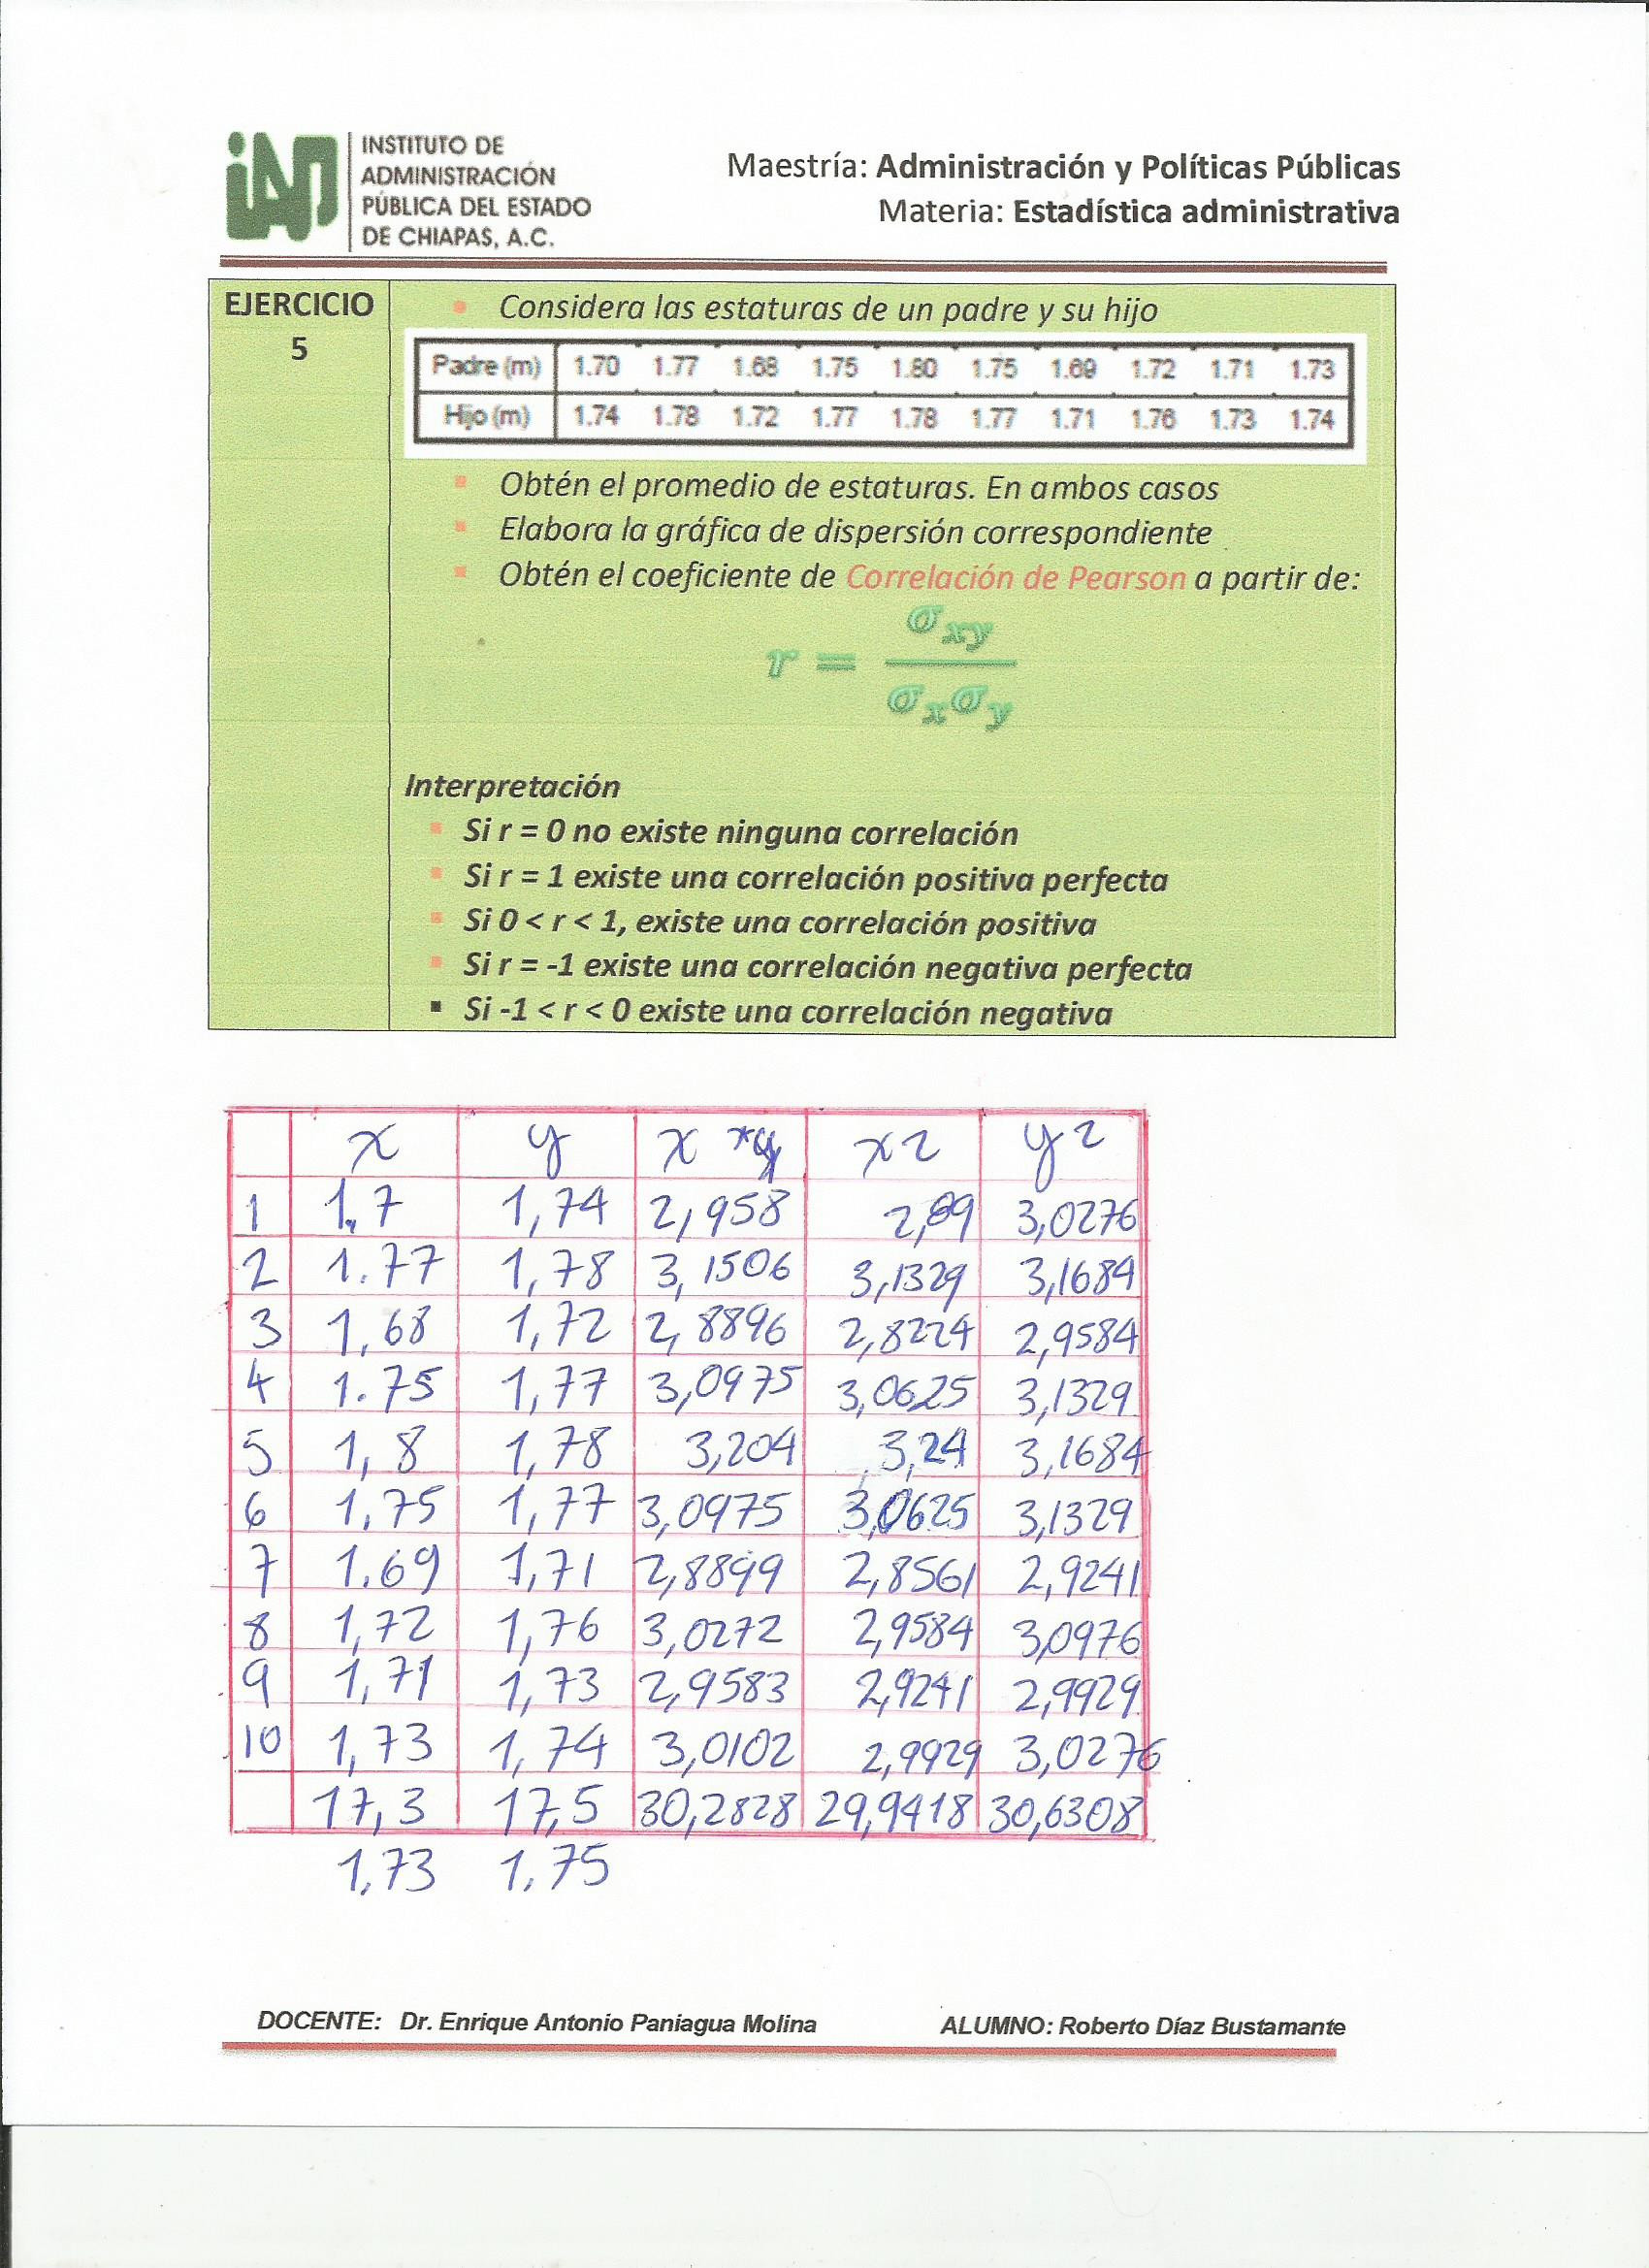 INSTITUTO DE
ADMINISTRACIÓN
PÚBLICA DEL ESTADO
DE CHIAPAS, A.C.
Maestría: Administración y Políticas Públicas
Materia: Estadística administrativa
EJERCICIO
5
Considera las estaturas de un padre y su hijo
Padre (m) 1.70 1.77 1.68 1.75 1.80 1.75 1.69 1.72 1.71 1.73
Hijo (m) 1.74 1.78 1.72 1.77 1.78 1.77 1.71 1.76 1.73 1.74
Obtén el promedio de estaturas. En ambos casos
Elabora la gráfica de dispersión correspondiente
Obtén el coeficiente de Correlación de Pearson a partir de:
r = σxy / σxσy
Interpretación
Si r = 0 no existe ninguna correlación
Si r = 1 existe una correlación positiva perfecta
Si 0 < r < 1, existe una correlación positiva
Si r = -1 existe una correlación negativa perfecta
Si -1 < r < 0 existe una correlación negativa
x y x *y x2 y2
1 1.7 1,74 2,958 2,89 3,0276
2 1.77 1,78 3,1506 3,1329 3,1684
3 1,68 1,72 2,8896 2,8224 2,9584
4 1.75 1,77 3,0975 3,0625 3,1329
5 1,8 1,78 3,204 3,24 3,1684
6 1,75 1,77 3,0975 3,0625 3,1329
7 1.69 1,71 2,8899 2,8561 2,9241
8 1,72 1,76 3,0272 2,9584 3,0976
9 1,71 1,73 2,9583 2,9241 2,9929
10 1,73 1,74 3,0102 2,9929 3,0276
17,3 17,5 30,2828 29,9418 30,6308
1.73 1.75
DOCENTE: Dr. Enrique Antonio Paniagua Molina ALUMNO: Roberto Díaz Bustamante